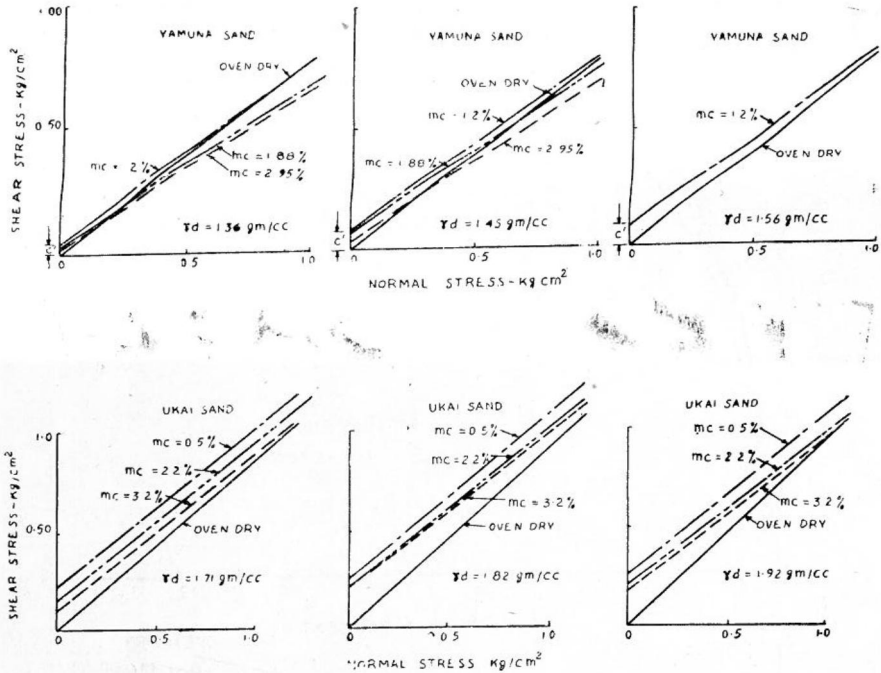 1.00
YAMUNA SAND
OVEN DRY
0.50
mc = 1.88%
mc = 2.95%
γd = 1.36 gm/cc
0
0.5
1.0
YAMUNA SAND
OVEN DRY
mc = 1.2%
mc = 1.88%
mc = 2.95%
c'
γd = 1.45 gm/cc
0
0.5
1.0
YAMUNA SAND
mc = 1.2%
OVEN DRY
c'
γd = 1.56 gm/cc
0
0.5
1.0
SHEAR STRESS-Kg/cm²
NORMAL STRESS-Kg/cm²
UKAI SAND
1.0
mc=0.5%
mc=2.2%
mc=3.2%
0.50
OVEN DRY
γd = 1.71 gm/cc
0
0.5
1.0
UKAI SAND
mc=0.5%
mc=2.2%
mc=3.2%
OVEN DRY
γd = 1.82 gm/cc
0
0.5
1.0
UKAI SAND
mc=0.5%
mc=2.2%
mc=3.2%
OVEN DRY
γd = 1.92 gm/cc
0
0.5
1.0
SHEAR STRESS-Kg/cm²
NORMAL STRESS Kg/cm²